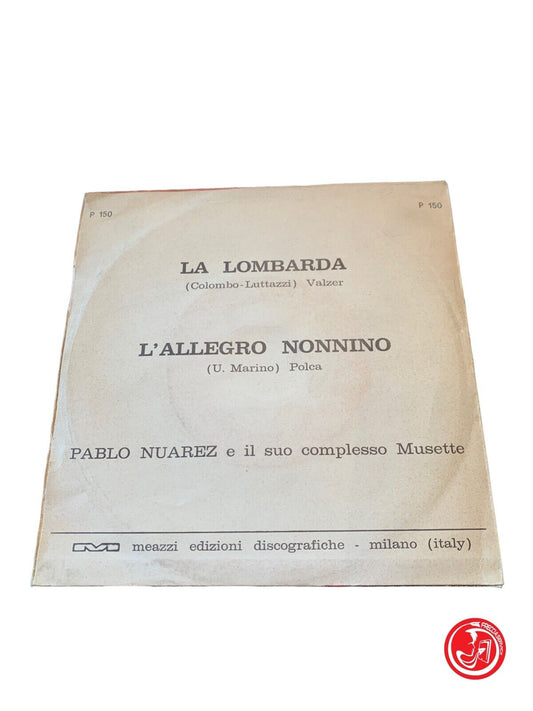 P 150
P 150
LA LOMBARDA
(Colombo-Luttazzi) Valzer
L'ALLEGRO NONNINO
(U. Marino) Polca
PABLO NUAREZ e il suo complesso Musette
meazzi edizioni discografiche - milano (italy)